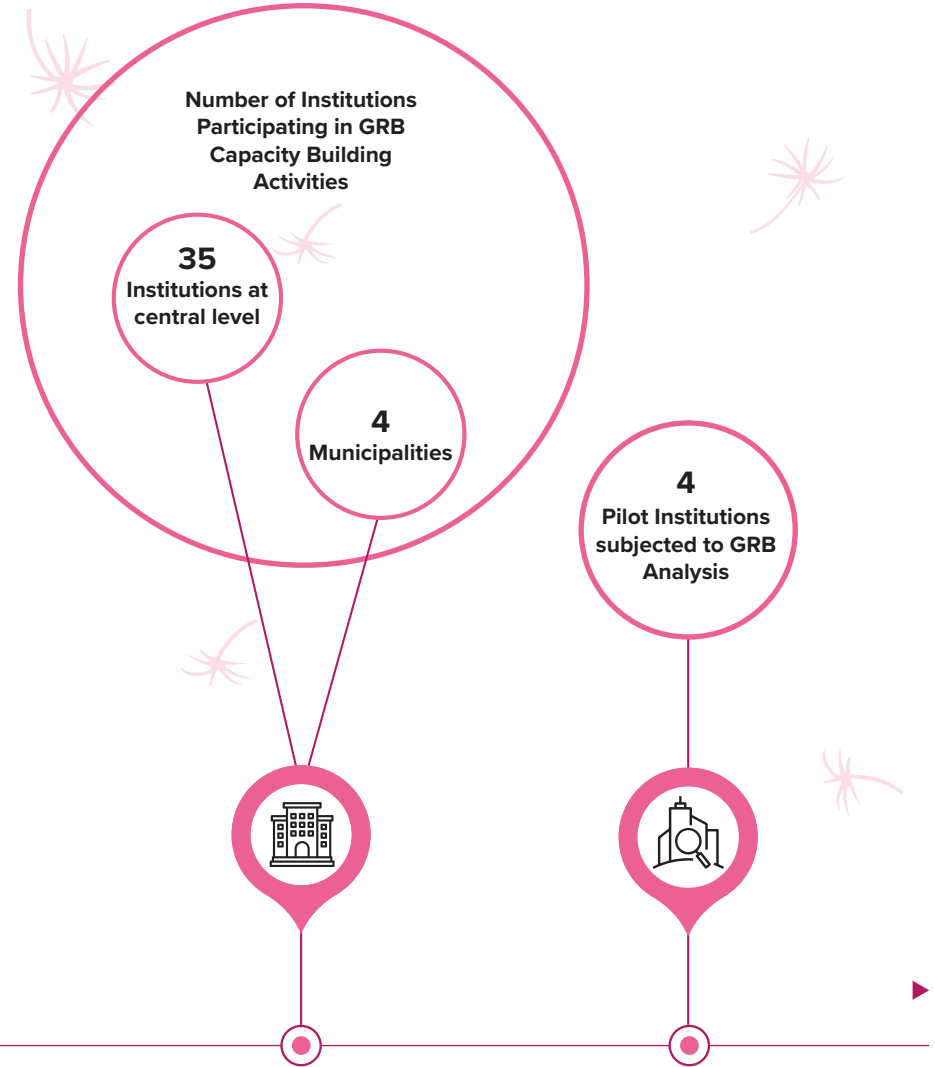 Number of Institutions
Participating in GRB
Capacity Building
Activities
35
Institutions at
central level
4
Municipalities
4
Pilot Institutions
subjected to GRB
Analysis